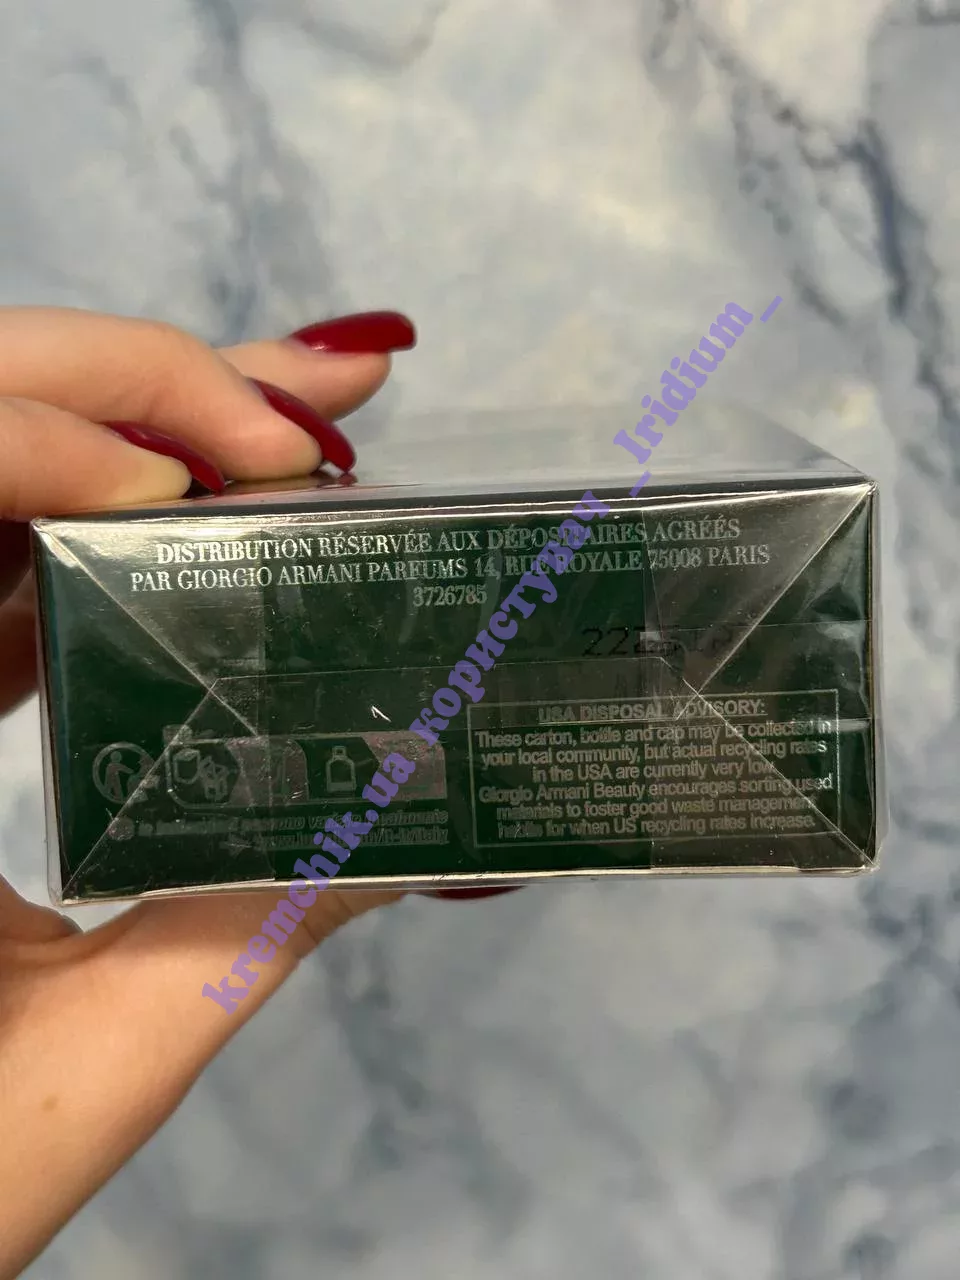 DISTRIBUTION RÉSERVÉE AUX DÉPOSITAIRES AGRÉÉS
PAR GIORGIO ARMANI PARFUMS 14, RUE ROYALE 75008 PARIS
3726785
USA DISPOSAL ADVISORY:
These carton, bottle and cap may be collected in
your local community, but actual recycling rates
in the USA are currently very low.
Giorgio Armani Beauty encourages sorting used
materials to foster good waste management
habits for when US recycling rates increase.
kremchik.ua користувач _ Iridium _